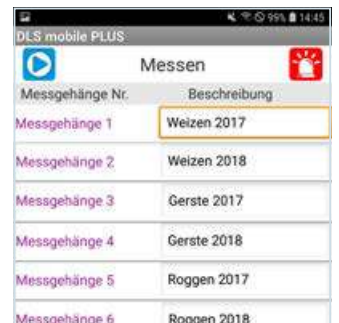 99% 14:45
DLS mobile PLUS
Messen
Messgehänge Nr. Beschreibung
Messgehänge 1 Weizen 2017
Messgehänge 2 Weizen 2018
Messgehänge 3 Gerste 2017
Messgehänge 4 Gerste 2018
Messgehänge 5 Roggen 2017
Messgehänge 6 Roggen 2018